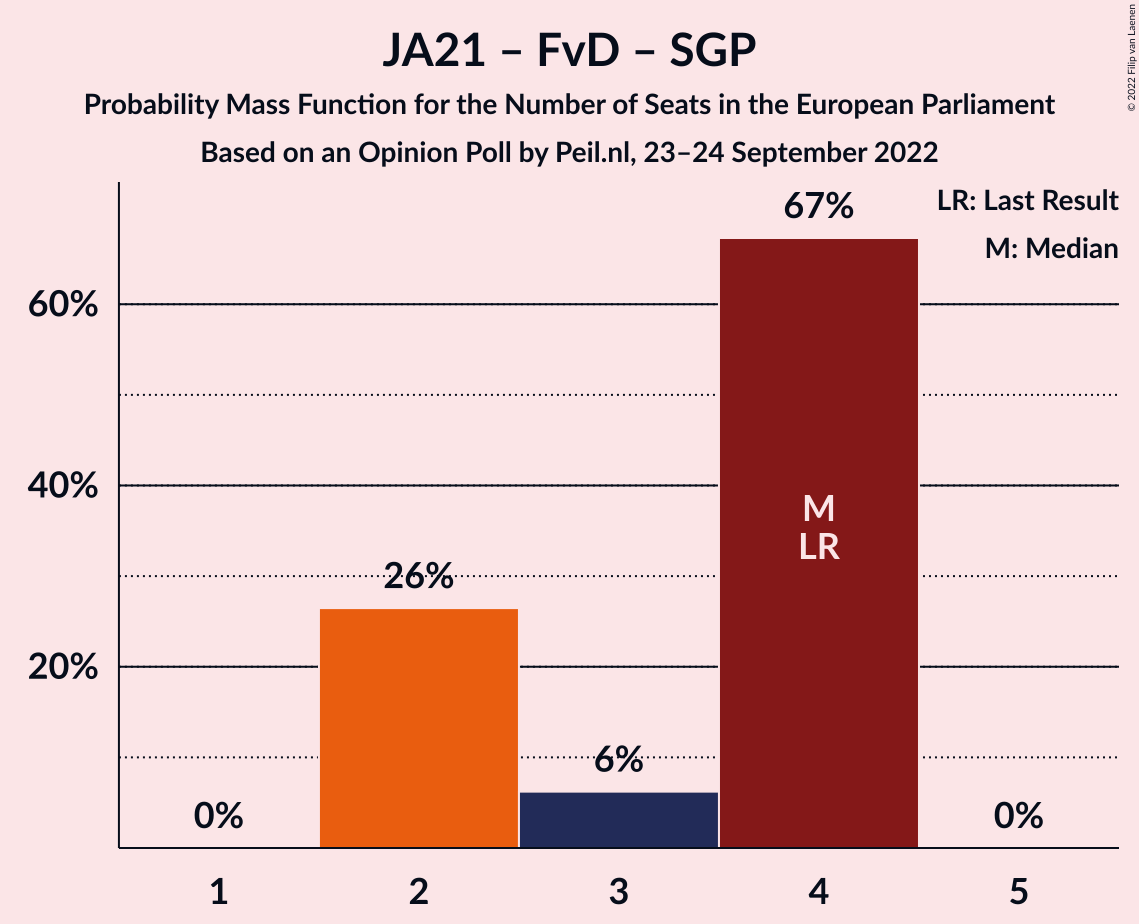 JA21 – FvD – SGP
Probability Mass Function for the Number of Seats in the European Parliament
Based on an Opinion Poll by Peil.nl, 23–24 September 2022
© 2022 Filip van Laenen
LR: Last Result
M: Median
67%
60%
40%
20%
26%
6%
0%
0%
M
LR
1 2 3 4 5